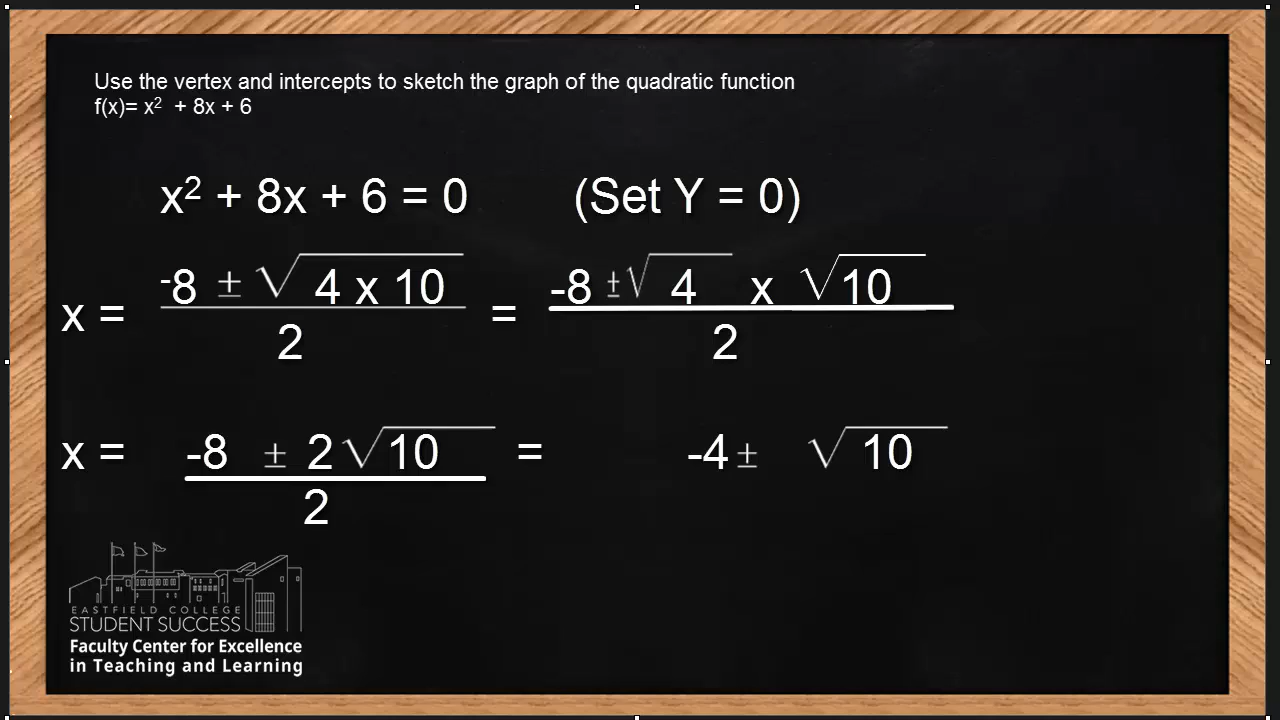 Use the vertex and intercepts to sketch the graph of the quadratic function
f(x)= x² + 8x + 6
x² + 8x + 6 = 0 (Set Y = 0)
x = -8 ± √4 x 10 / 2 = -8 ± √4 x √10 / 2
x = -8 ± 2√10 / 2 = -4 ± √10
EASTFIELD COLLEGE
STUDENT SUCCESS
Faculty Center for Excellence
in Teaching and Learning